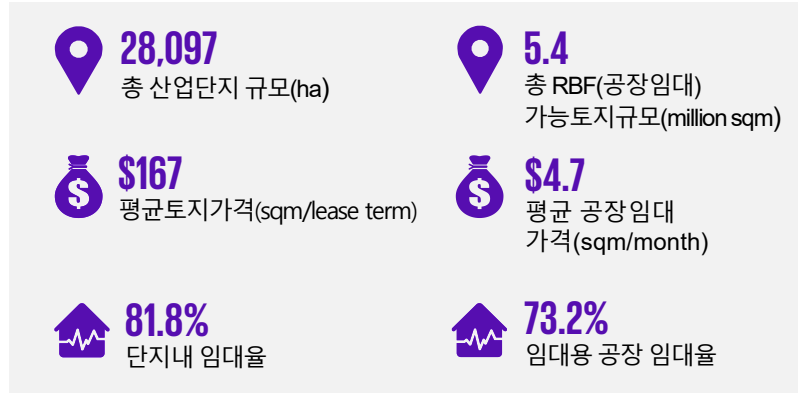 28,097
총 산업단지 규모(ha)
5.4
총 RBF(공장임대)
가능토지규모(million sqm)
$167
평균토지가격(sqm/lease term)
$4.7
평균 공장임대
가격(sqm/month)
81.8%
단지내 임대율
73.2%
임대용 공장 임대율